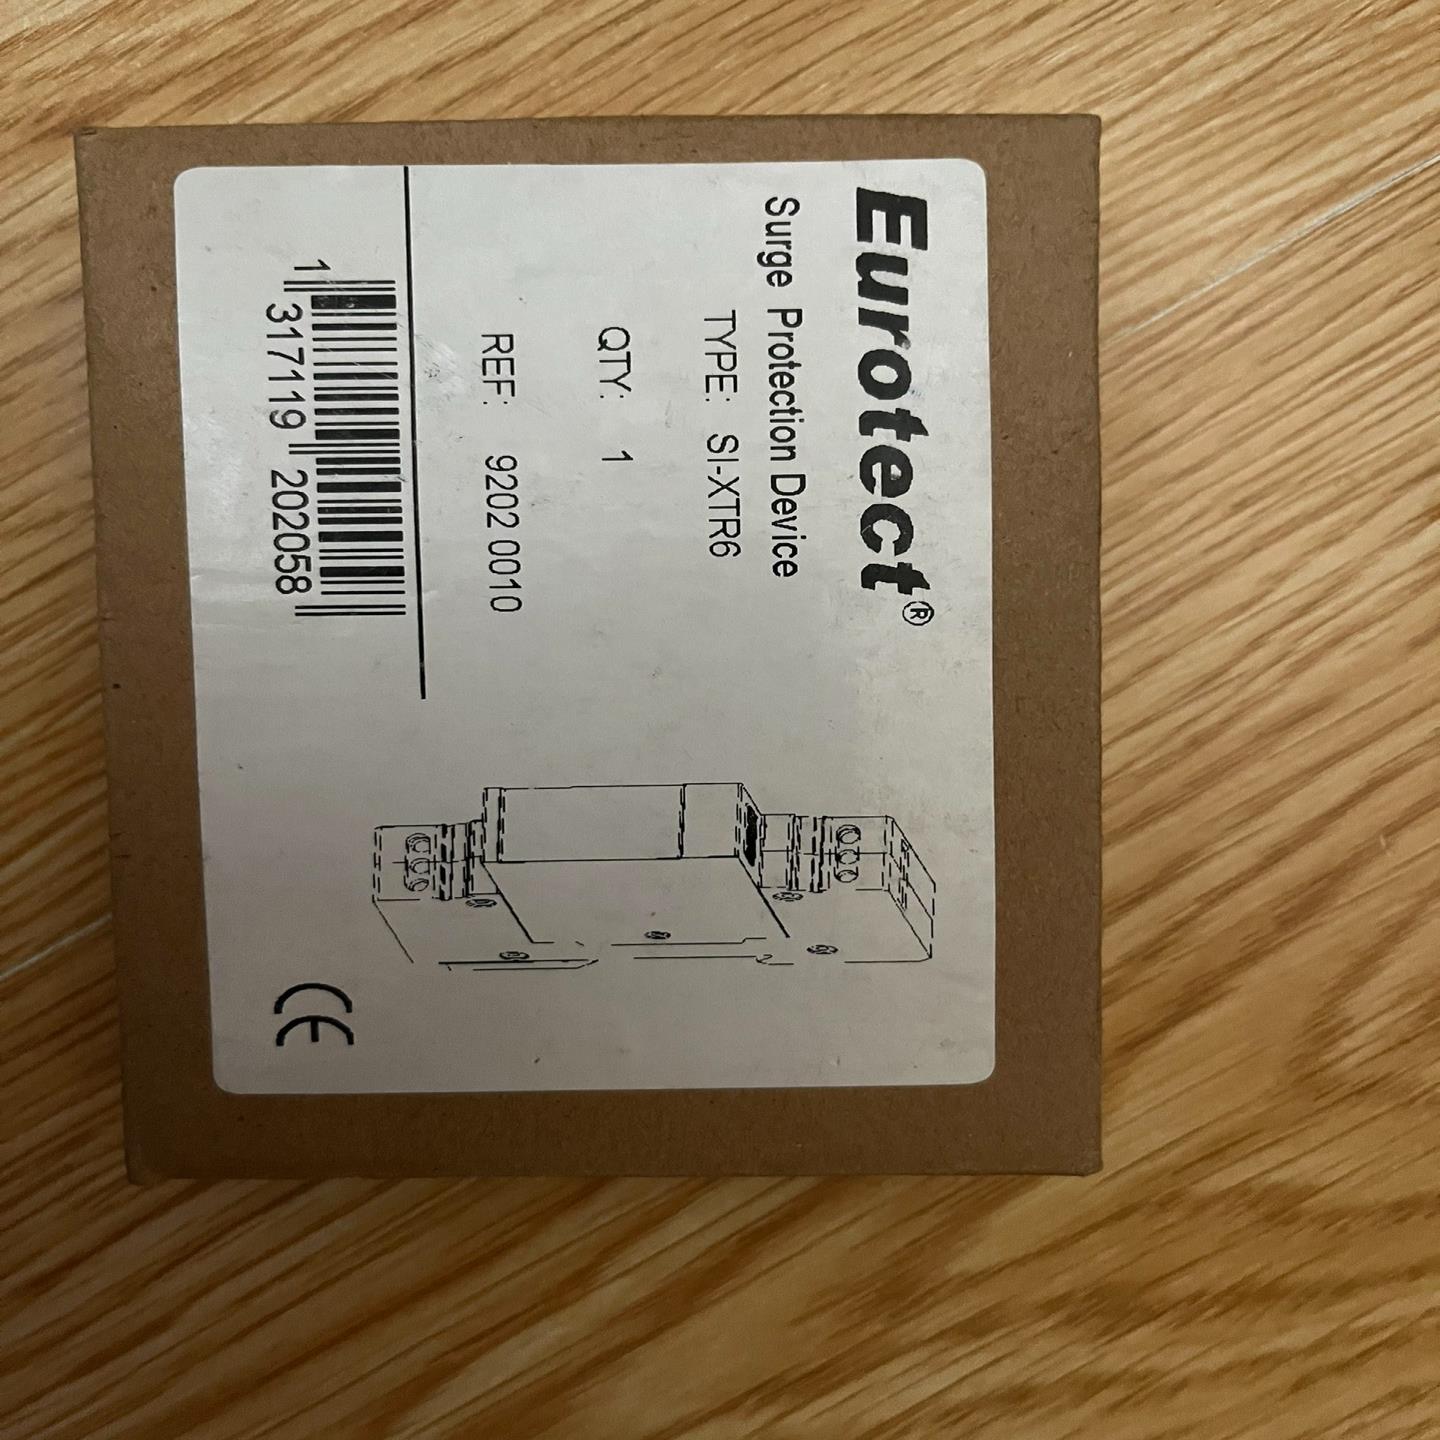 Eurotect®
Surge Protection Device
TYPE: SI-XTR6
QTY: 1
REF: 9202 0010
1 317119 202058
CE